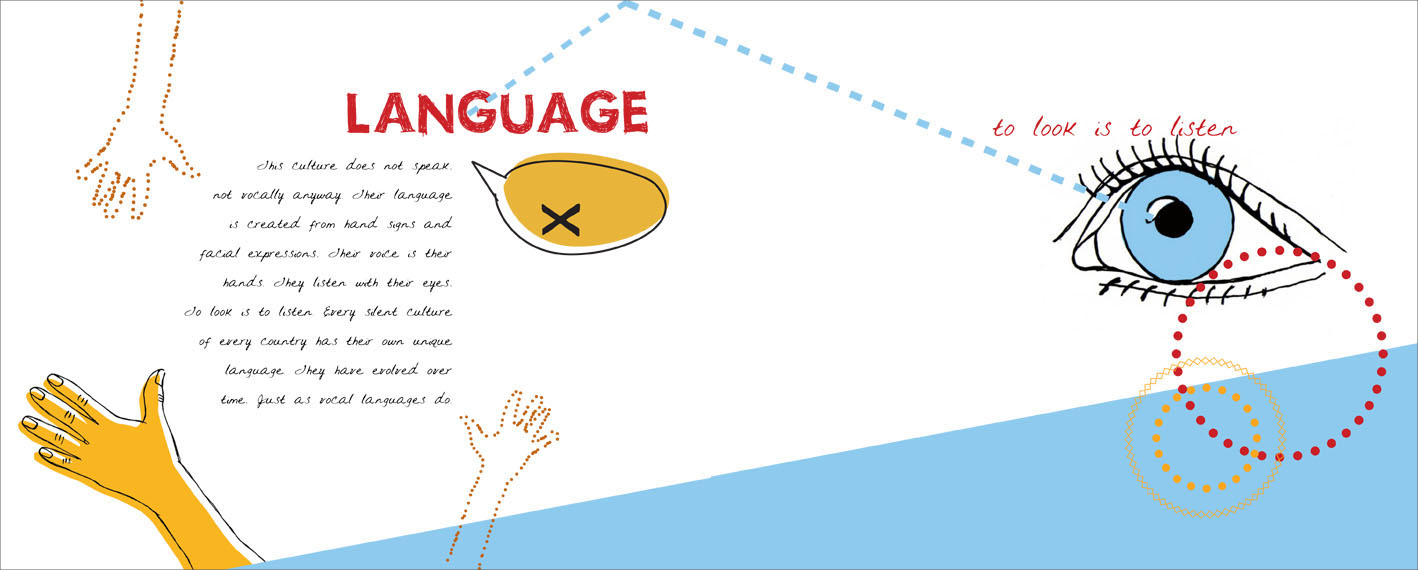 LANGUAGE
to look is to listen
This culture does not speak.
not vocally anyway. Their language
is created from hand signs and
facial expressions. Their voice is their
hands. They listen with their eyes.
To look is to listen. Every silent culture
of every country has their own unique
language. They have evolved over
time. Just as vocal languages do.